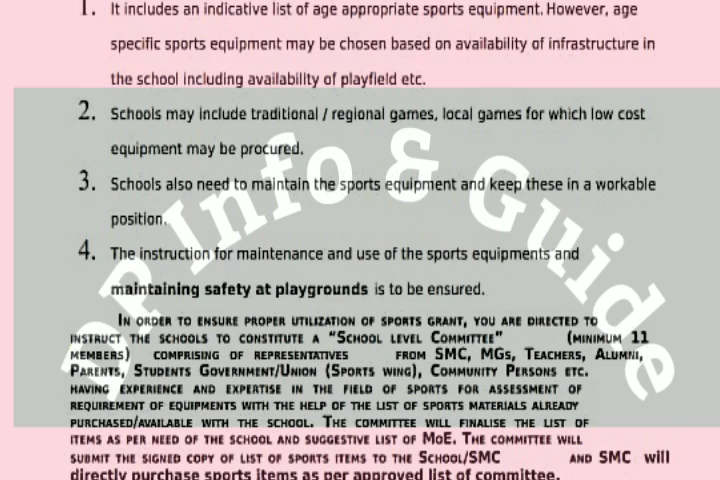 1. It includes an indicative list of age appropriate sports equipment. However, age
specific sports equipment may be chosen based on availability of infrastructure in
the school including availability of playfield etc.
2. Schools may include traditional / regional games, local games for which low cost
equipment may be procured.
3. Schools also need to maintain the sports equipment and keep these in a workable
position.
4. The instruction for maintenance and use of the sports equipments and
maintaining safety at playgrounds is to be ensured.
IN ORDER TO ENSURE PROPER UTILIZATION OF SPORTS GRANT, YOU ARE DIRECTED TO
INSTRUCT THE SCHOOLS TO CONSTITUTE A "SCHOOL LEVEL COMMITTEE" (MINIMUM 11
MEMBERS) COMPRISING OF REPRESENTATIVES FROM SMC, MGS, TEACHERS, ALUMNI,
PARENTS, STUDENTS GOVERNMENT/UNION (SPORTS WING), COMMUNITY PERSONS ETC.
HAVING EXPERIENCE AND EXPERTISE IN THE FIELD OF SPORTS FOR ASSESSMENT OF
REQUIREMENT OF EQUIPMENTS WITH THE HELP OF THE LIST OF SPORTS MATERIALS ALREADY
PURCHASED/AVAILABLE WITH THE SCHOOL. THE COMMITTEE WILL FINALISE THE LIST OF
ITEMS AS PER NEED OF THE SCHOOL AND SUGGESTIVE LIST OF MOE. THE COMMITTEE WILL
SUBMIT THE SIGNED COPY OF LIST OF SPORTS ITEMS TO THE SCHOOL/SMC AND SMC will
directly purchase sports items as per approved list of committee.
DP Info & Guide